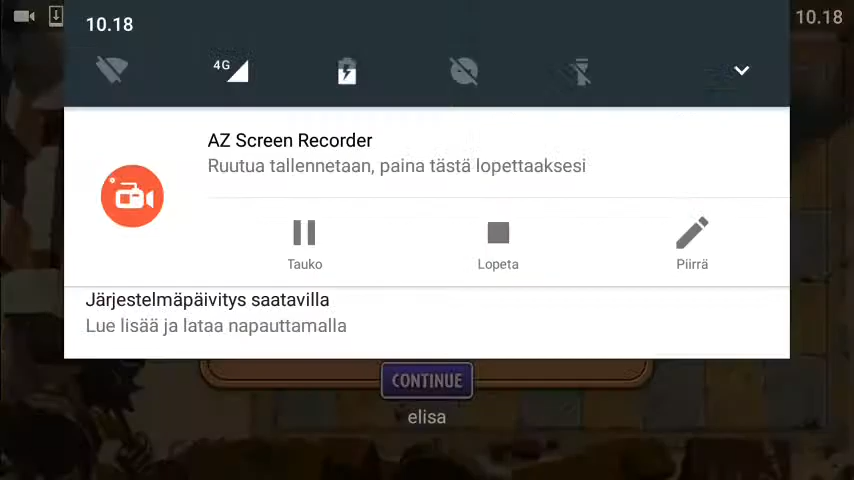 10.18
10.18
4G
AZ Screen Recorder
Ruutua tallennetaan, paina tästä lopettaaksesi
Tauko
Lopeta
Piirrä
Järjestelmäpäivitys saatavilla
Lue lisää ja lataa napauttamalla
CONTINUE
elisa